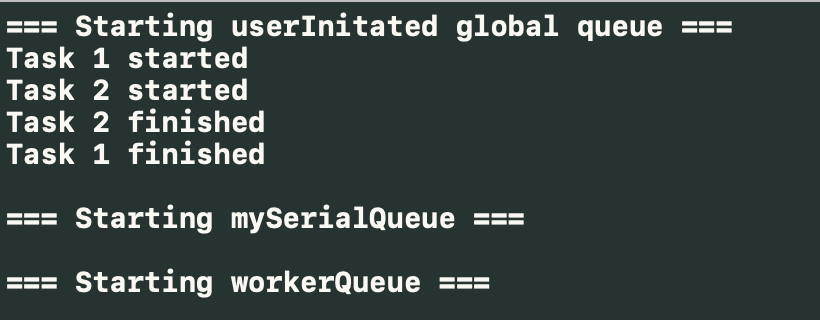 === Starting userInitated global queue ===
Task 1 started
Task 2 started
Task 2 finished
Task 1 finished
=== Starting mySerialQueue ===
=== Starting workerQueue ===